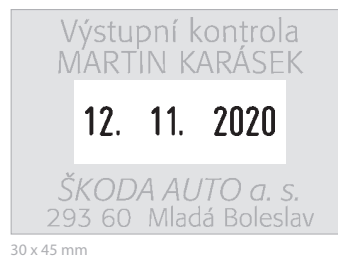 Výstupní kontrola
MARTIN KARÁSEK
12. 11. 2020
ŠKODA AUTO a. s.
293 60 Mladá Boleslav
30 x 45 mm